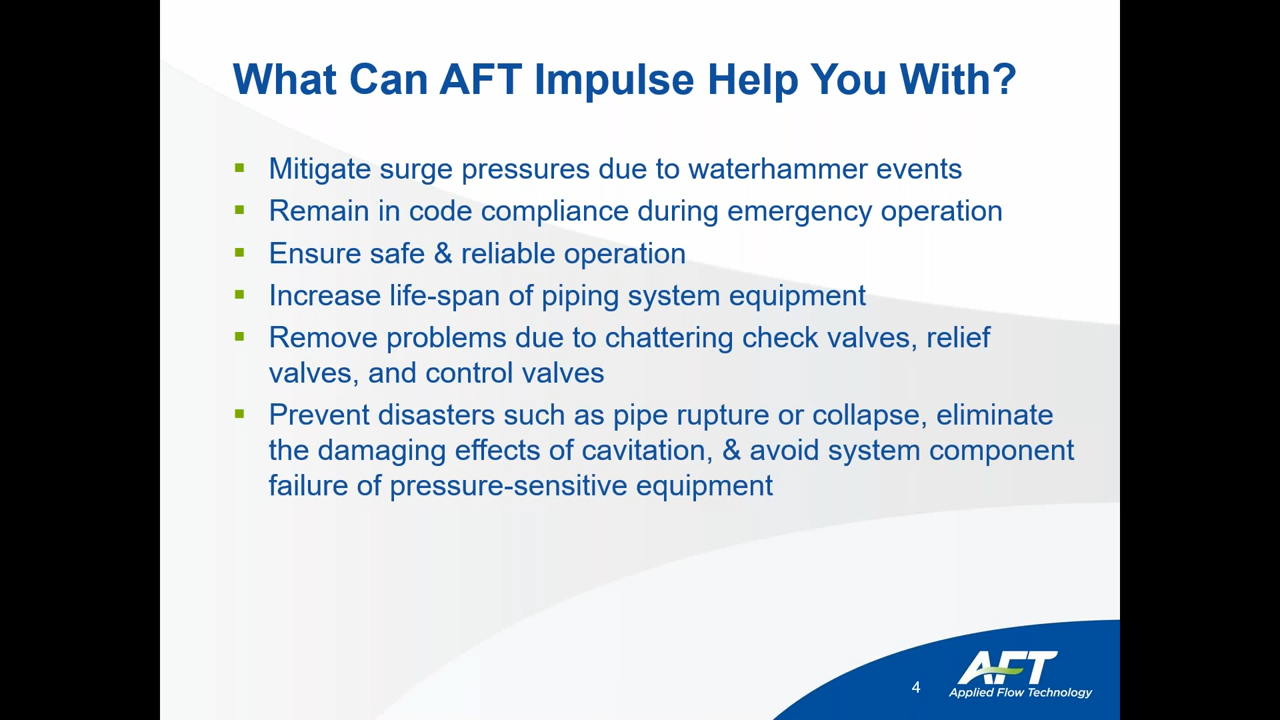 What Can AFT Impulse Help You With?
▪ Mitigate surge pressures due to waterhammer events
▪ Remain in code compliance during emergency operation
▪ Ensure safe & reliable operation
▪ Increase life-span of piping system equipment
▪ Remove problems due to chattering check valves, relief
valves, and control valves
▪ Prevent disasters such as pipe rupture or collapse, eliminate
the damaging effects of cavitation, & avoid system component
failure of pressure-sensitive equipment
4
AFT
Applied Flow Technology